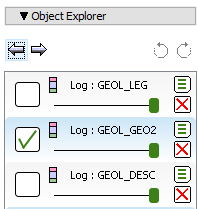 ▼ Object Explorer
Log : GEOL_LEG
Log : GEOL_GEO2
Log : GEOL_DESC